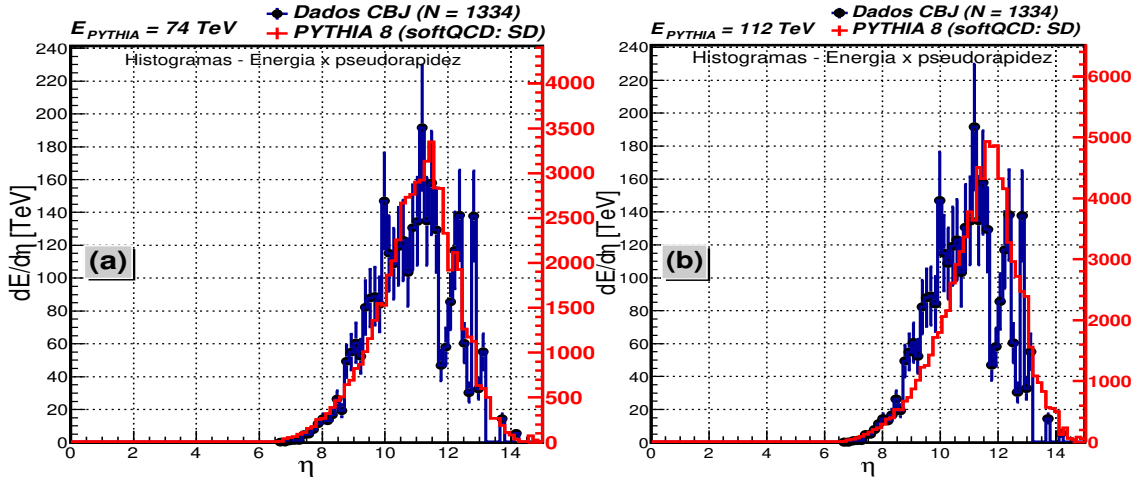 E_PYTHIA = 74 TeV
Dados CBJ (N = 1334)
PYTHIA 8 (softQCD: SD)
Histogramas - Energia x pseudorapidez
240
220
200
180
160
140
120
100
80
60
40
20
0
dE/dη [TeV]
(a)
4000
3500
3000
2500
2000
1500
1000
500
0
0 2 4 6 8 10 12 14
η
E_PYTHIA = 112 TeV
Dados CBJ (N = 1334)
PYTHIA 8 (softQCD: SD)
Histogramas - Energia x pseudorapidez
240
220
200
180
160
140
120
100
80
60
40
20
0
dE/dη [TeV]
(b)
6000
5000
4000
3000
2000
1000
0
0 2 4 6 8 10 12 14
η